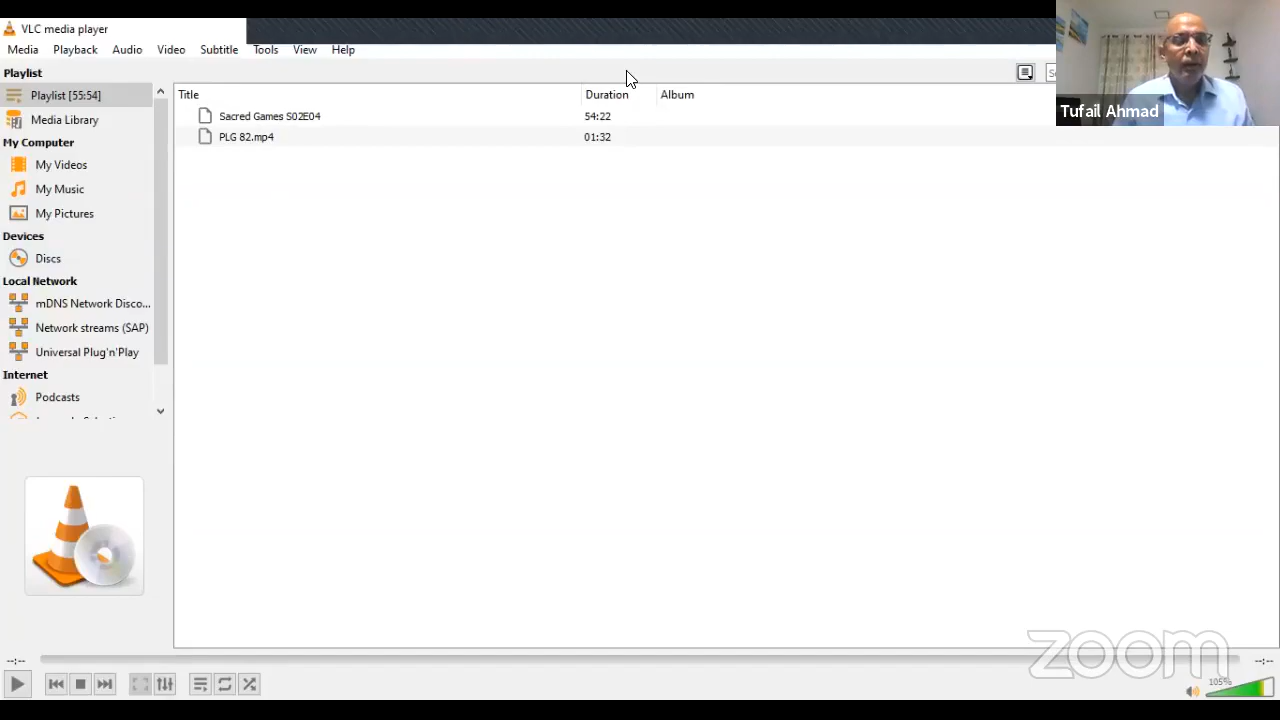 VLC media player
Media Playback Audio Video Subtitle Tools View Help
Playlist
Playlist [55:54]
Media Library
My Computer
My Videos
My Music
My Pictures
Devices
Discs
Local Network
mDNS Network Disco...
Network streams (SAP)
Universal Plug'n'Play
Internet
Podcasts
Title Duration Album
Sacred Games S02E04 54:22
PLG 82.mp4 01:32
Tufail Ahmad
zoom
--:-- --:--
105%